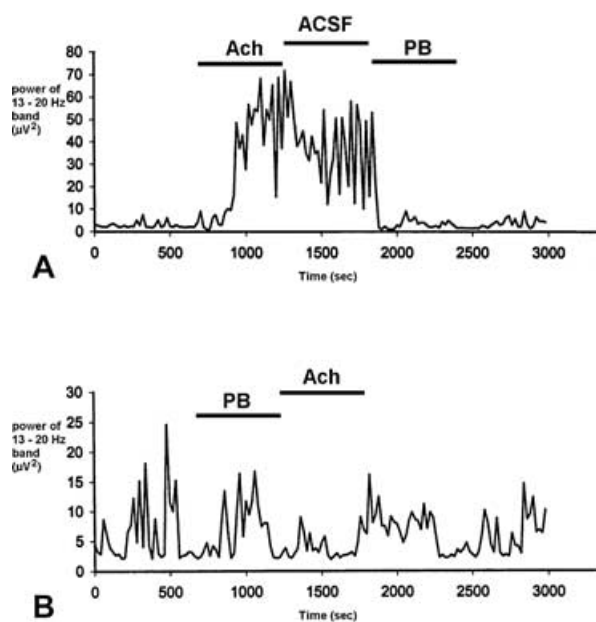 ACSF
Ach
PB
80
70
60
50
40
30
20
10
0
power of
13 - 20 Hz
band
(µV²)
0 500 1000 1500 2000 2500 3000
Time (sec)
A
Ach
PB
30
25
20
15
10
5
0
power of
13 - 20 Hz
band
(µV²)
0 500 1000 1500 2000 2500 3000
Time (sec)
B